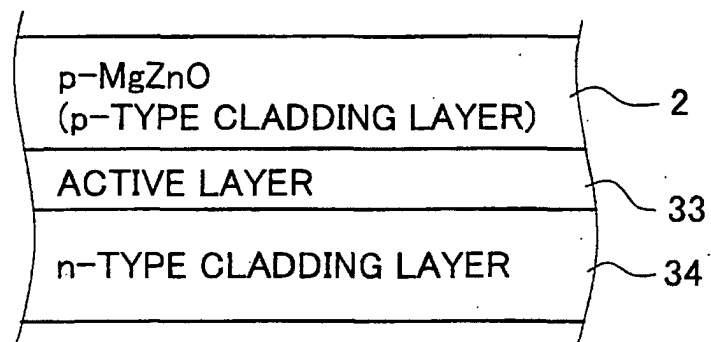 p-MgZnO
(p-TYPE CLADDING LAYER)
2
ACTIVE LAYER
33
n-TYPE CLADDING LAYER
34